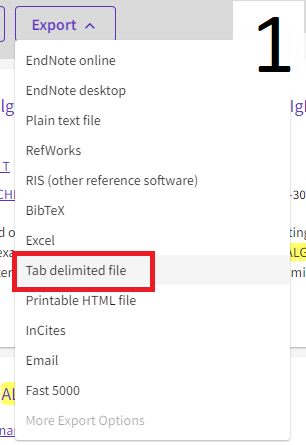 Export
1
EndNote online
EndNote desktop
Plain text file
RefWorks
RIS (other reference software)
BibTeX
Excel
Tab delimited file
Printable HTML file
InCites
Email
Fast 5000
More Export Options